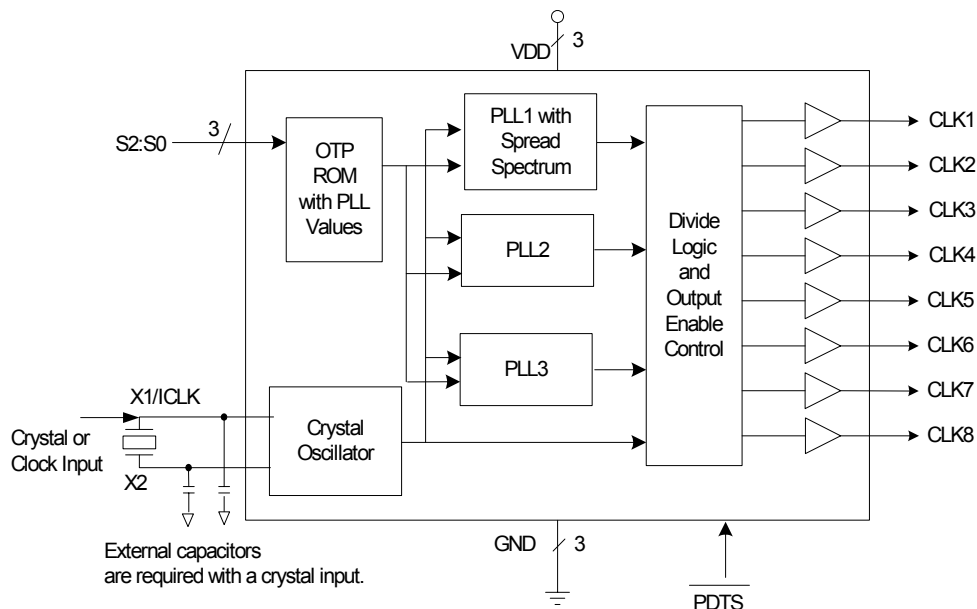 VDD
3
S2:S0
3
OTP
ROM
with PLL
Values
PLL1 with
Spread
Spectrum
PLL2
PLL3
Divide
Logic
and
Output
Enable
Control
CLK1
CLK2
CLK3
CLK4
CLK5
CLK6
CLK7
CLK8
X1/ICLK
Crystal or
Clock Input
X2
Crystal
Oscillator
External capacitors
are required with a crystal input.
GND
3
PDTS